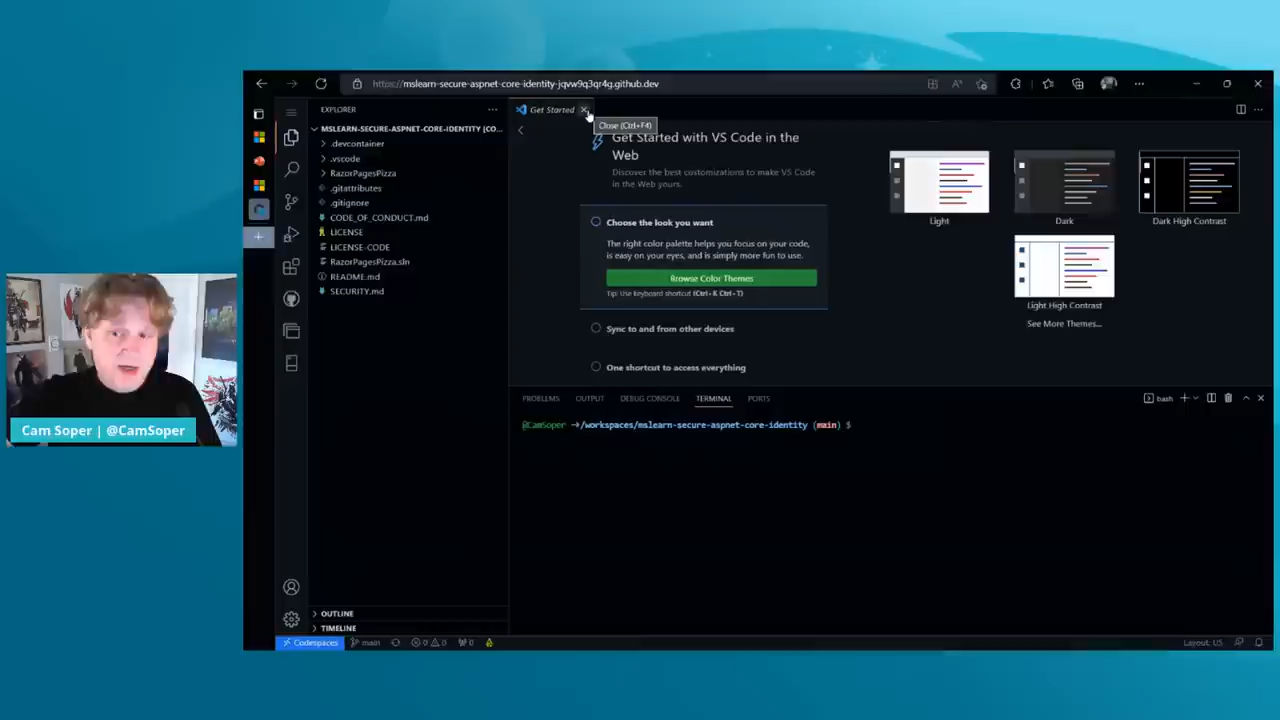 https://mslearn-secure-aspnet-core-identity-jqvw9q3qr4g.github.dev
EXPLORER
Get Started
Close (Ctrl+F4)
MSLEARN-SECURE-ASPNET-CORE-IDENTITY [CO...
.devcontainer
.vscode
RazorPagesPizza
.gitattributes
.gitignore
CODE_OF_CONDUCT.md
LICENSE
LICENSE-CODE
RazorPagesPizza.sln
README.md
SECURITY.md
OUTLINE
TIMELINE
Get Started with VS Code in the
Web
Discover the best customizations to make VS Code
in the Web yours.
Choose the look you want
The right color palette helps you focus on your code,
is easy on your eyes, and is simply more fun to use.
Browse Color Themes
Tip: Use keyboard shortcut (Ctrl+K Ctrl+T)
Sync to and from other devices
One shortcut to access everything
Light
Dark
Dark High Contrast
Light High Contrast
See More Themes...
PROBLEMS OUTPUT DEBUG CONSOLE TERMINAL PORTS
bash
@CamSoper →/workspaces/mslearn-secure-aspnet-core-identity (main) $
Cam Soper | @CamSoper
Codespaces main 0 0 0 Layout: US